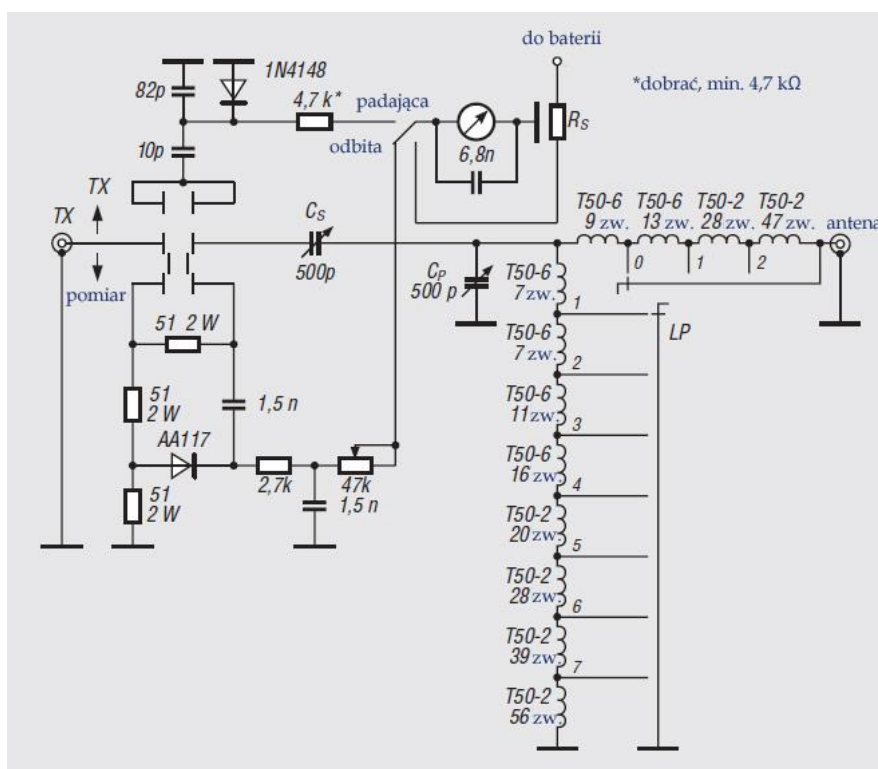 do baterii
1N4148
*dobrać, min. 4,7 kΩ
82p
4,7 k*
padająca
odbita
RS
10p
6,8n
TX
TX
CS
500p
T50-6
9 zw.
T50-6
13 zw.
T50-2
28 zw.
T50-2
47 zw.
antena
0
1
2
pomiar
CP
500 p
T50-6
7 zw.
1
LP
51 2 W
T50-6
7 zw.
2
51
2 W
1,5 n
T50-6
11 zw.
3
AA117
T50-6
16 zw.
4
2,7k
47k
51
2 W
1,5 n
T50-2
20 zw.
5
T50-2
28 zw.
6
T50-2
39 zw.
7
T50-2
56 zw.